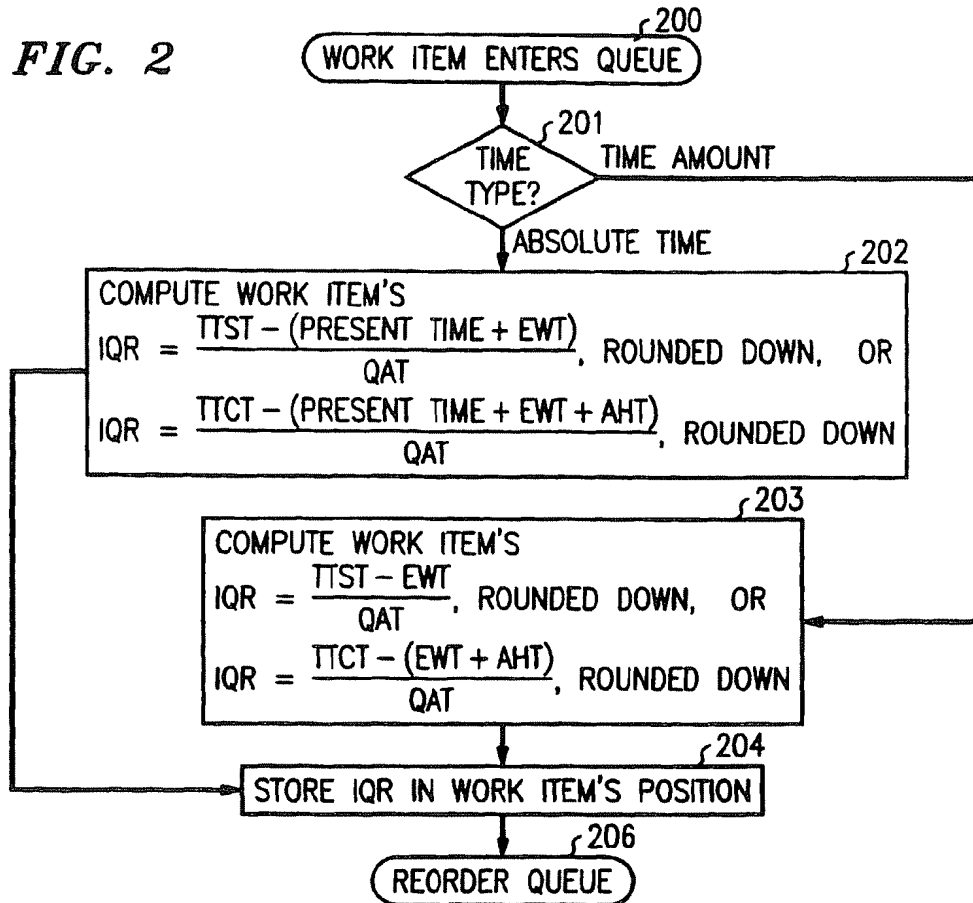 FIG. 2
200
WORK ITEM ENTERS QUEUE
201
TIME TYPE?
TIME AMOUNT
ABSOLUTE TIME
202
COMPUTE WORK ITEM'S
IQR = TTST – (PRESENT TIME + EWT) / QAT, ROUNDED DOWN, OR
IQR = TTCT – (PRESENT TIME + EWT + AHT) / QAT, ROUNDED DOWN
203
COMPUTE WORK ITEM'S
IQR = TTST – EWT / QAT, ROUNDED DOWN, OR
IQR = TTCT – (EWT + AHT) / QAT, ROUNDED DOWN
204
STORE IQR IN WORK ITEM'S POSITION
206
REORDER QUEUE